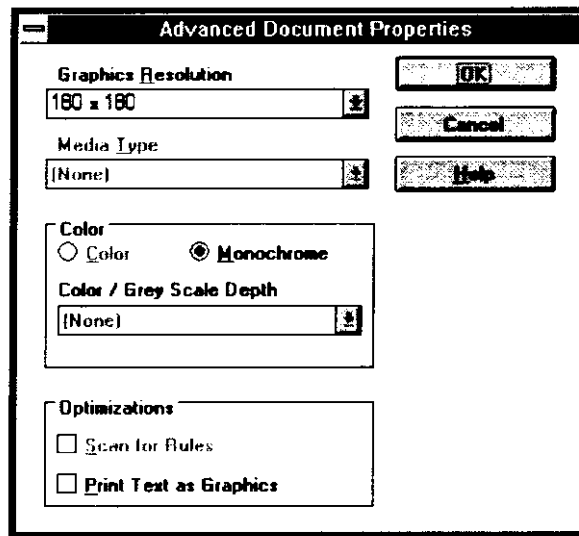 Advanced Document Properties
Graphics Resolution
180 x 180
Media Type
(None)
Color
Color
Monochrome
Color / Grey Scale Depth
(None)
Optimizations
Scan for Rules
Print Text as Graphics
OK
Cancel
Help